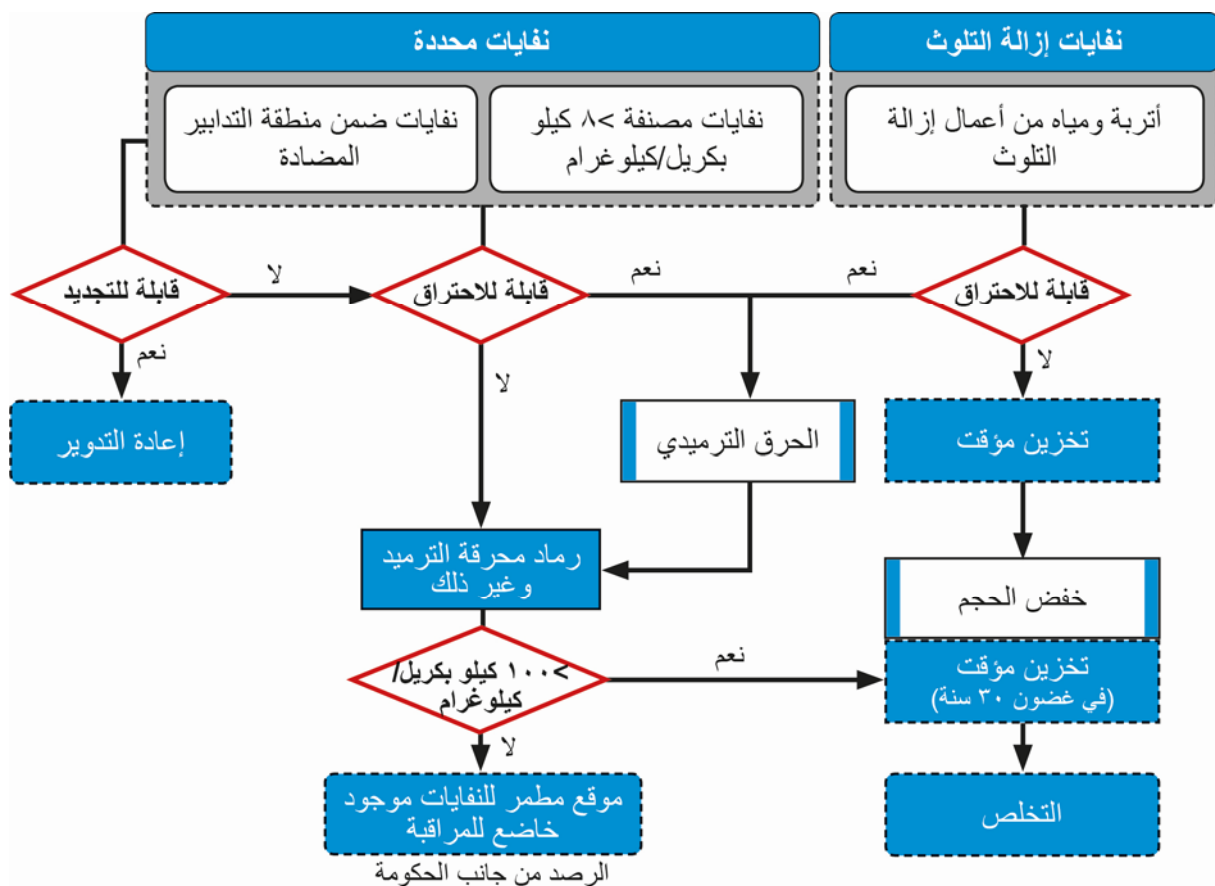 نفايات إزالة التلوث
نفايات محددة
أتربة ومياه من أعمال إزالة
التلوث
نفايات مصنفة >٨ كيلو
بكريل/كيلوغرام
نفايات ضمن منطقة التدابير
المضادة
قابلة للاحتراق
نعم
نعم
قابلة للاحتراق
لا
قابلة للتجديد
لا
لا
نعم
تخزين مؤقت
الحرق الترميدي
إعادة التدوير
رماد محرقة الترميد
وغير ذلك
خفض الحجم
تخزين مؤقت
(في غضون ٣٠ سنة)
نعم
>١٠٠ كيلو بكريل/
كيلوغرام
لا
التخلص
موقع مطمر للنفايات موجود
خاضع للمراقبة
الرصد من جانب الحكومة